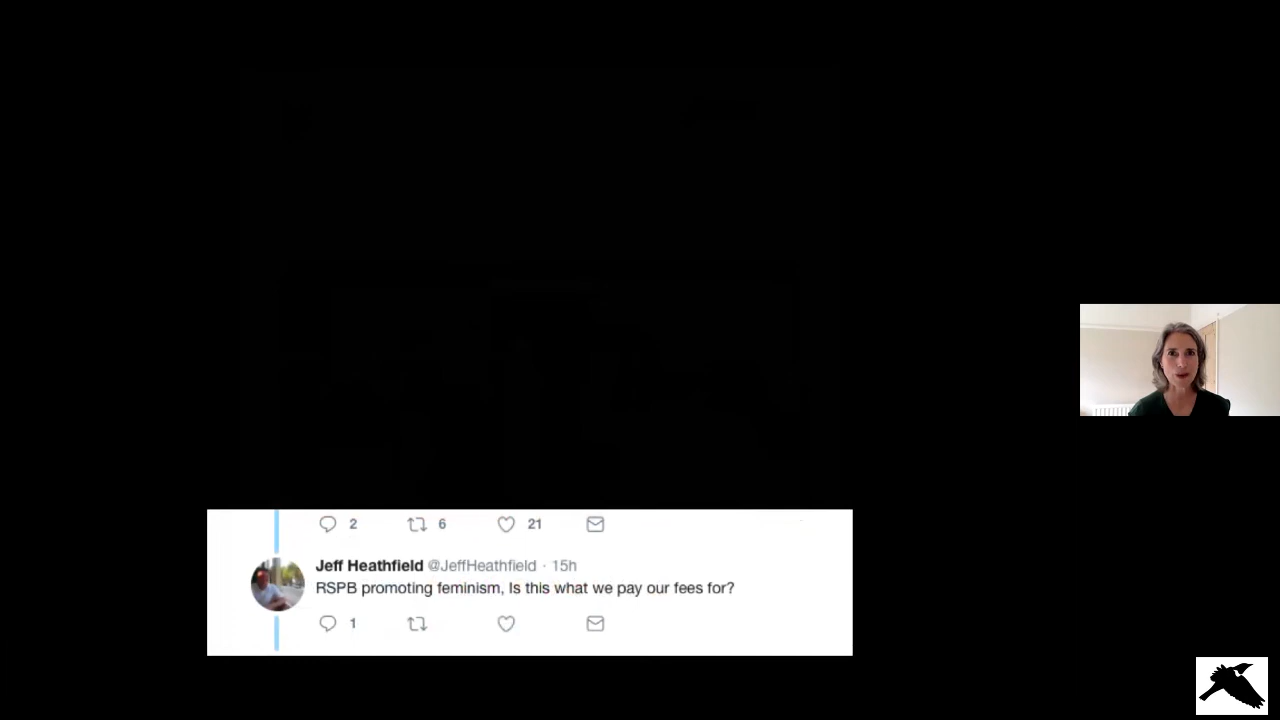 2 6 21
Jeff Heathfield @JeffHeathfield · 15h
RSPB promoting feminism, Is this what we pay our fees for?
1